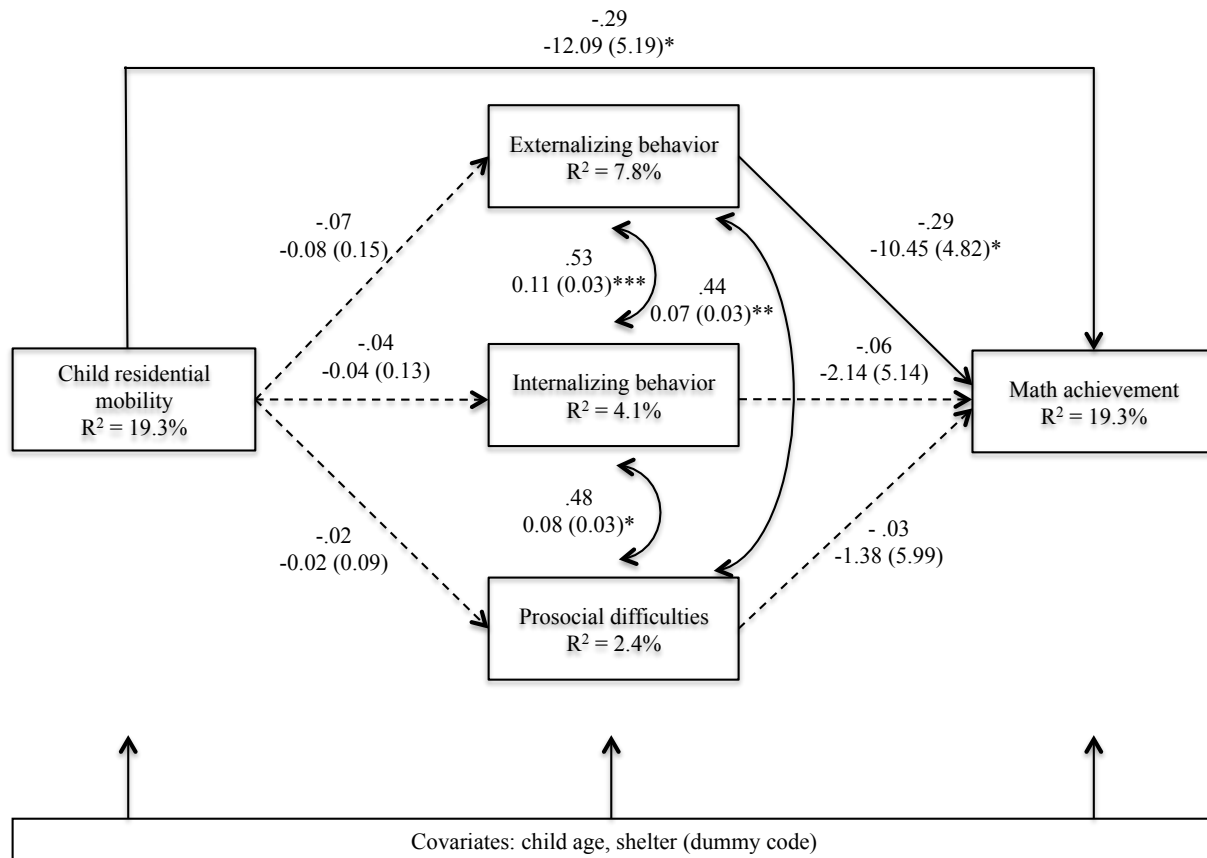 -.29
-12.09 (5.19)*
Externalizing behavior
R² = 7.8%
-.07
-0.08 (0.15)
-.29
-10.45 (4.82)*
.53
0.11 (0.03)***
.44
0.07 (0.03)**
Child residential
mobility
R² = 19.3%
-.04
-0.04 (0.13)
Internalizing behavior
R² = 4.1%
-.06
-2.14 (5.14)
Math achievement
R² = 19.3%
.48
0.08 (0.03)*
-.02
-0.02 (0.09)
- .03
-1.38 (5.99)
Prosocial difficulties
R² = 2.4%
Covariates: child age, shelter (dummy code)